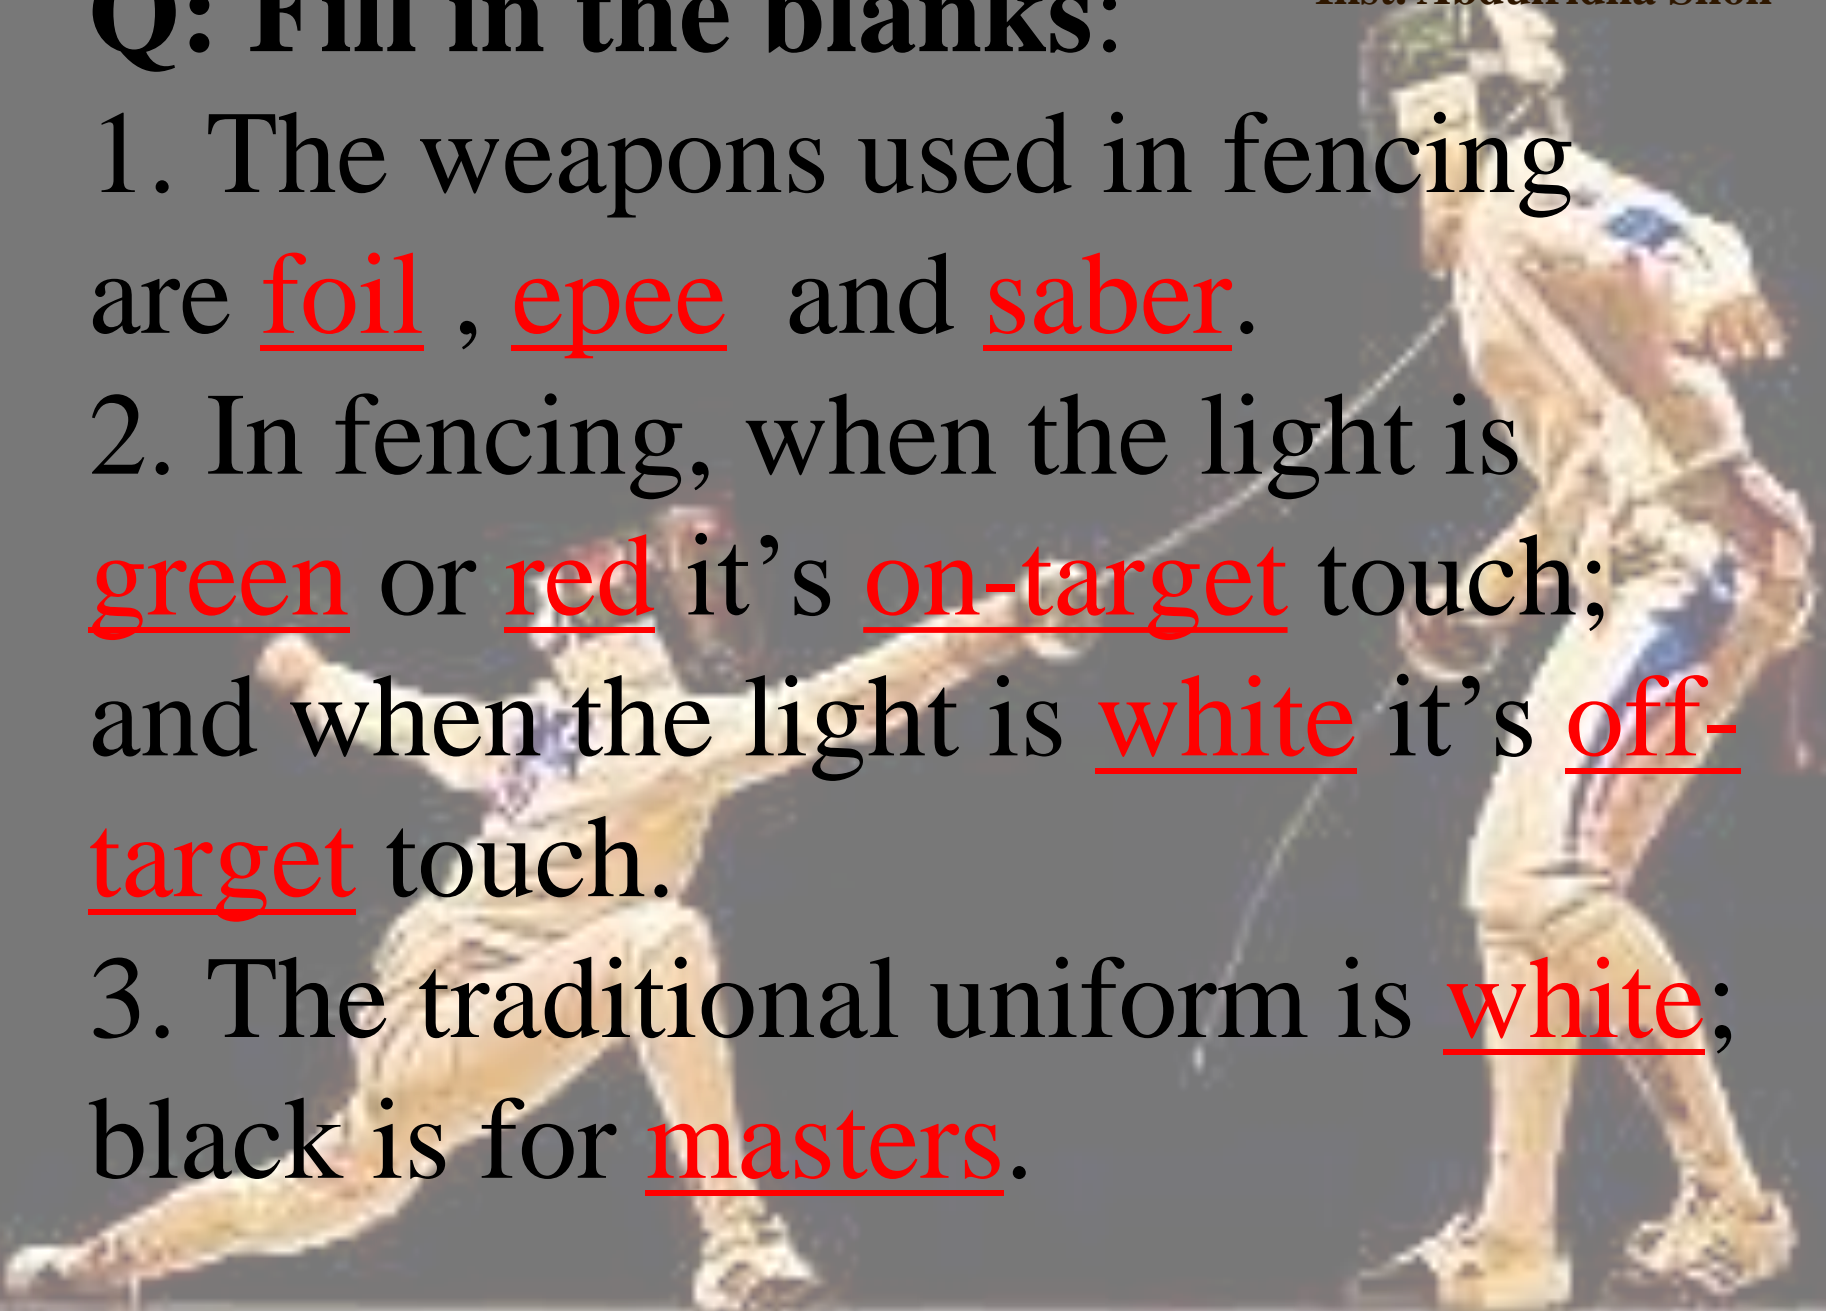 Q: Fill in the blanks:
1. The weapons used in fencing
are foil , epee  and saber.
2. In fencing, when the light is
green or red it’s on-target touch;
and when the light is white it’s off-
target touch.
3. The traditional uniform is white;
black is for masters.